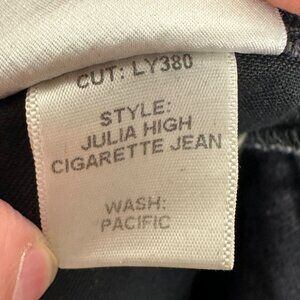 CUT: LY380
STYLE:
JULIA HIGH
CIGARETTE JEAN
WASH:
PACIFIC